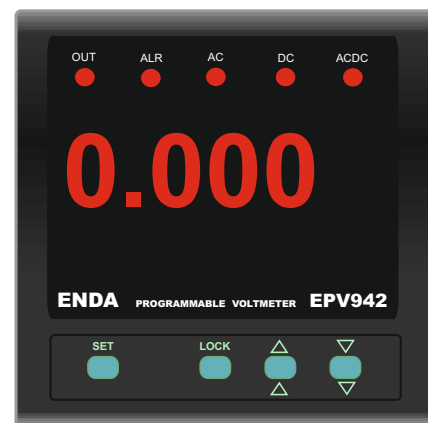 OUT ALR AC DC ACDC
0.000
ENDA PROGRAMMABLE VOLTMETER EPV942
SET LOCK